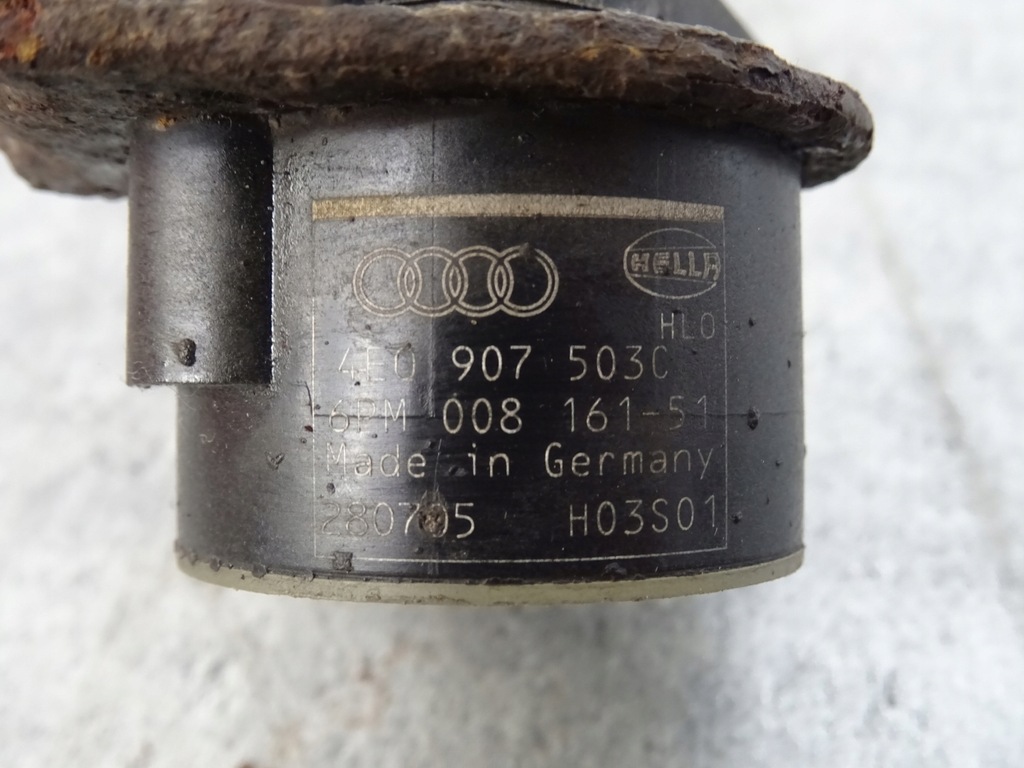 HELLA
HLO
4E0 907 503C
6PM 008 161-51
Made in Germany
280705 H03S01